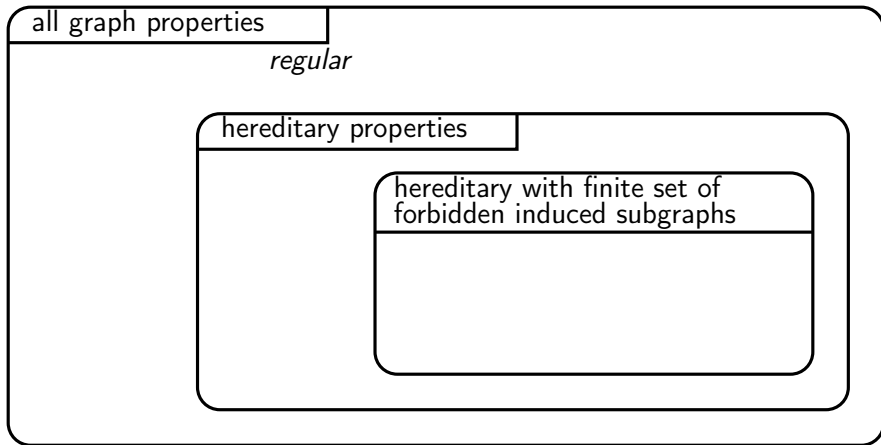 all graph properties
regular
hereditary properties
hereditary with finite set of
forbidden induced subgraphs